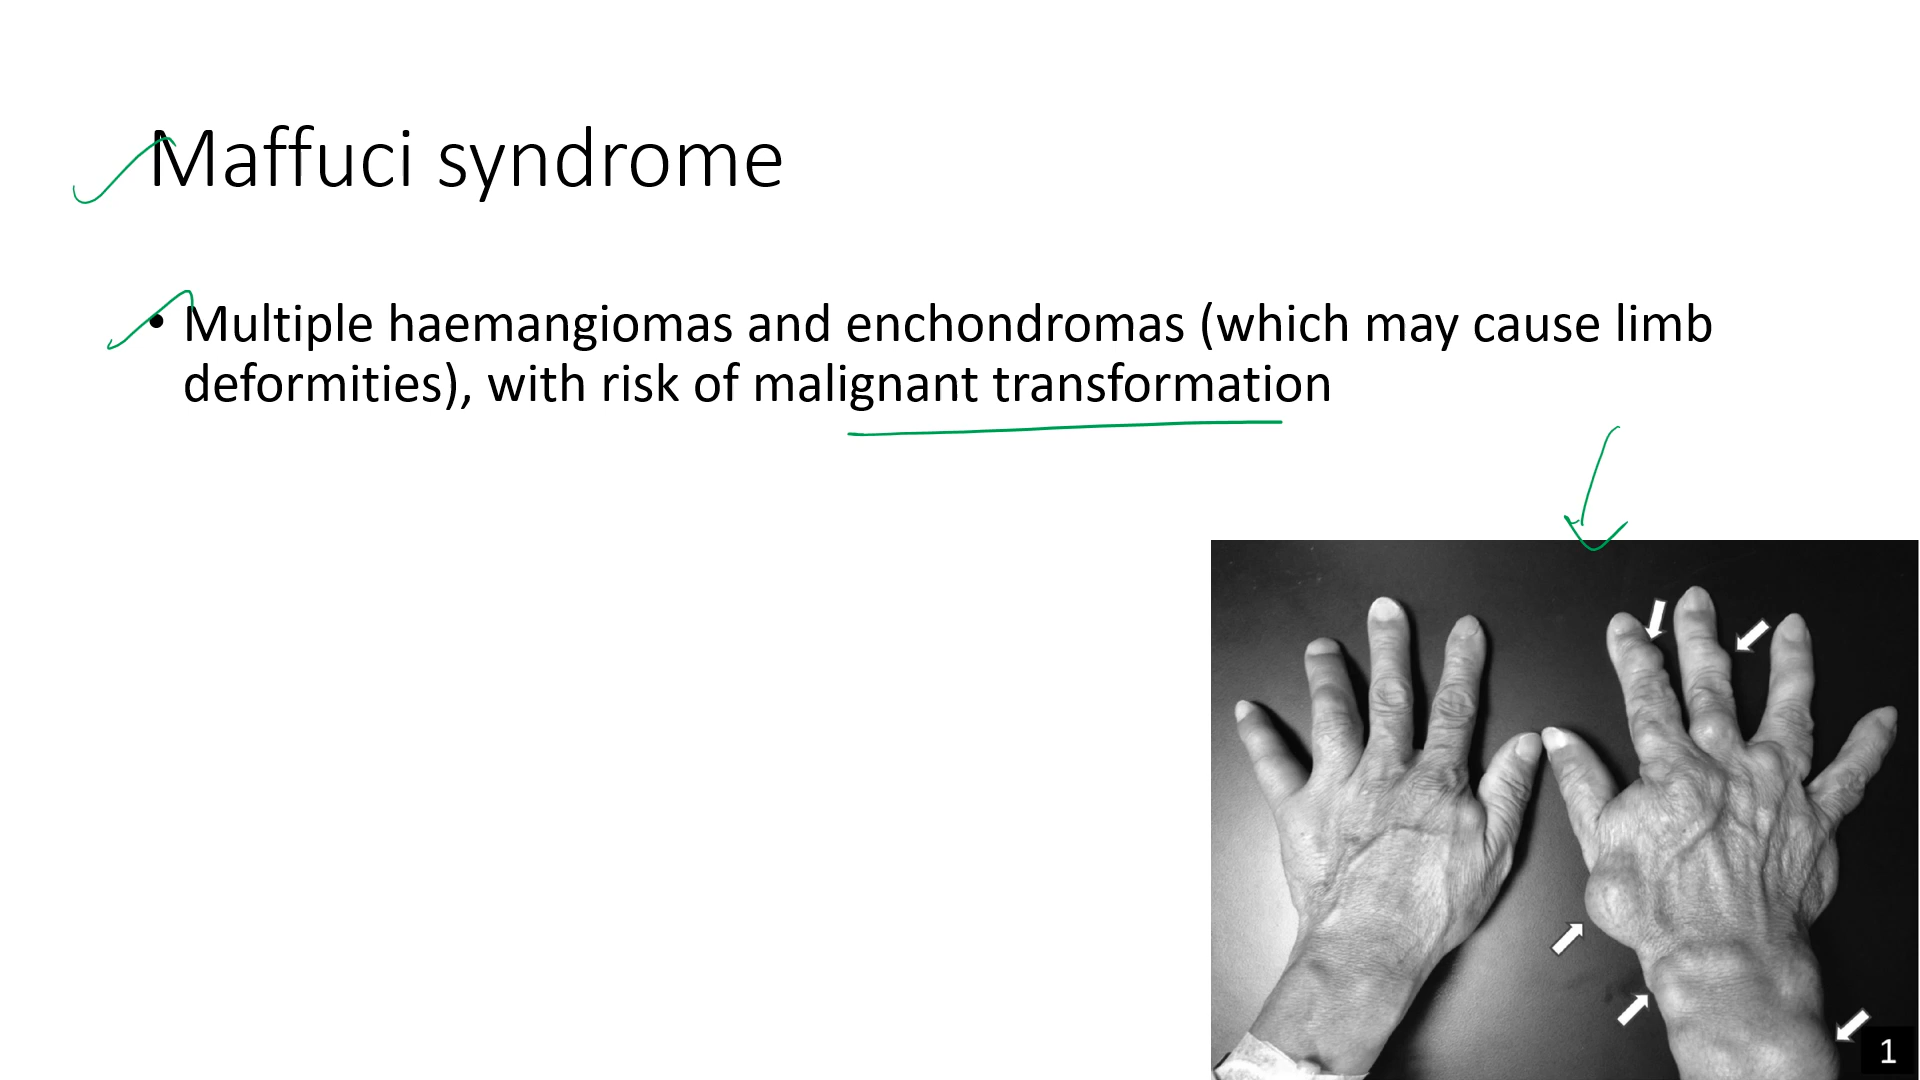 Maffuci syndrome
• Multiple haemangiomas and enchondromas (which may cause limb
deformities), with risk of malignant transformation
1